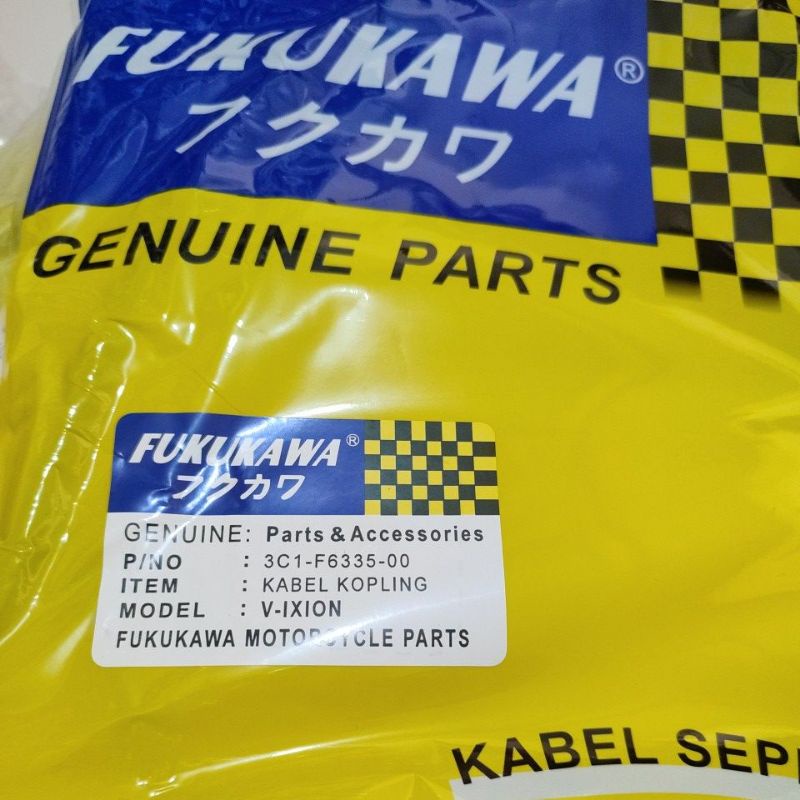 FUKUKAWA®
フクカワ
GENUINE PARTS
FUKUKAWA®
フクカワ
GENUINE: Parts & Accessories
P/NO : 3C1-F6335-00
ITEM : KABEL KOPLING
MODEL : V-IXION
FUKUKAWA MOTORCYCLE PARTS
KABEL